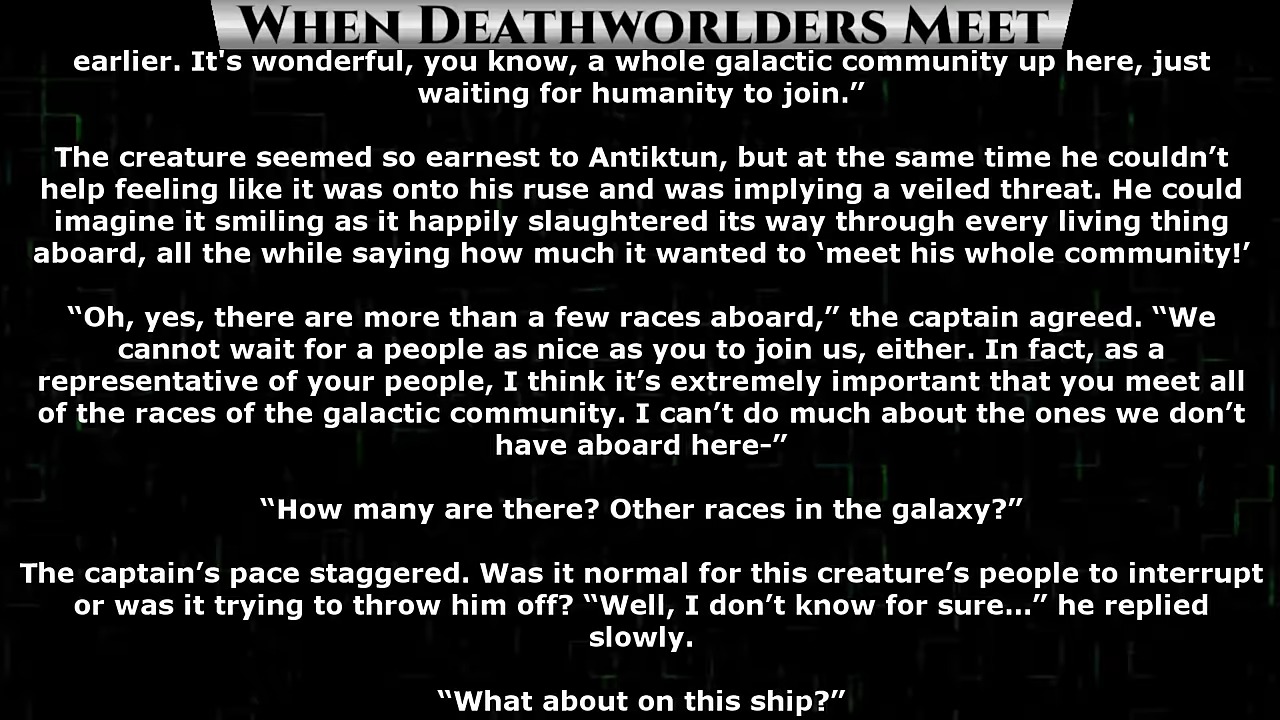 WHEN DEATHWORLDERS MEET
earlier. It's wonderful, you know, a whole galactic community up here, just
waiting for humanity to join.”
The creature seemed so earnest to Antiktun, but at the same time he couldn’t
help feeling like it was onto his ruse and was implying a veiled threat. He could
imagine it smiling as it happily slaughtered its way through every living thing
aboard, all the while saying how much it wanted to ‘meet his whole community!’
“Oh, yes, there are more than a few races aboard,” the captain agreed. “We
cannot wait for a people as nice as you to join us, either. In fact, as a
representative of your people, I think it’s extremely important that you meet all
of the races of the galactic community. I can’t do much about the ones we don’t
have aboard here-”
“How many are there? Other races in the galaxy?”
The captain’s pace staggered. Was it normal for this creature’s people to interrupt
or was it trying to throw him off? “Well, I don’t know for sure...” he replied
slowly.
“What about on this ship?”